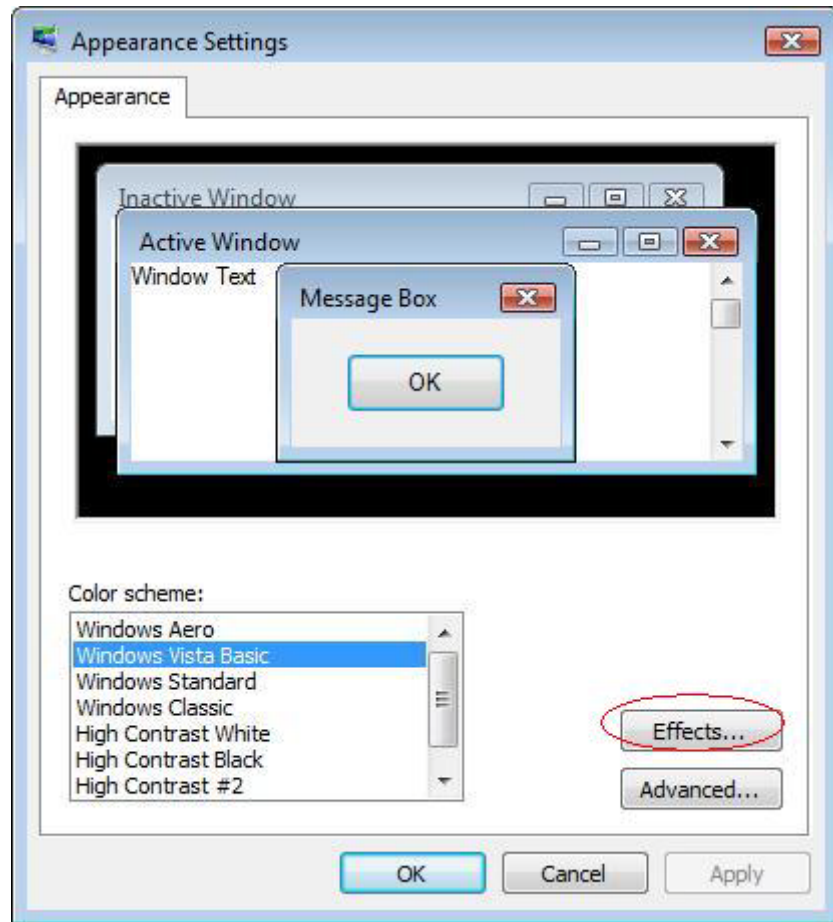 Appearance Settings
Appearance
Inactive Window
Active Window
Window Text
Message Box
OK
Color scheme:
Windows Aero
Windows Vista Basic
Windows Standard
Windows Classic
High Contrast White
High Contrast Black
High Contrast #2
Effects...
Advanced...
OK
Cancel
Apply